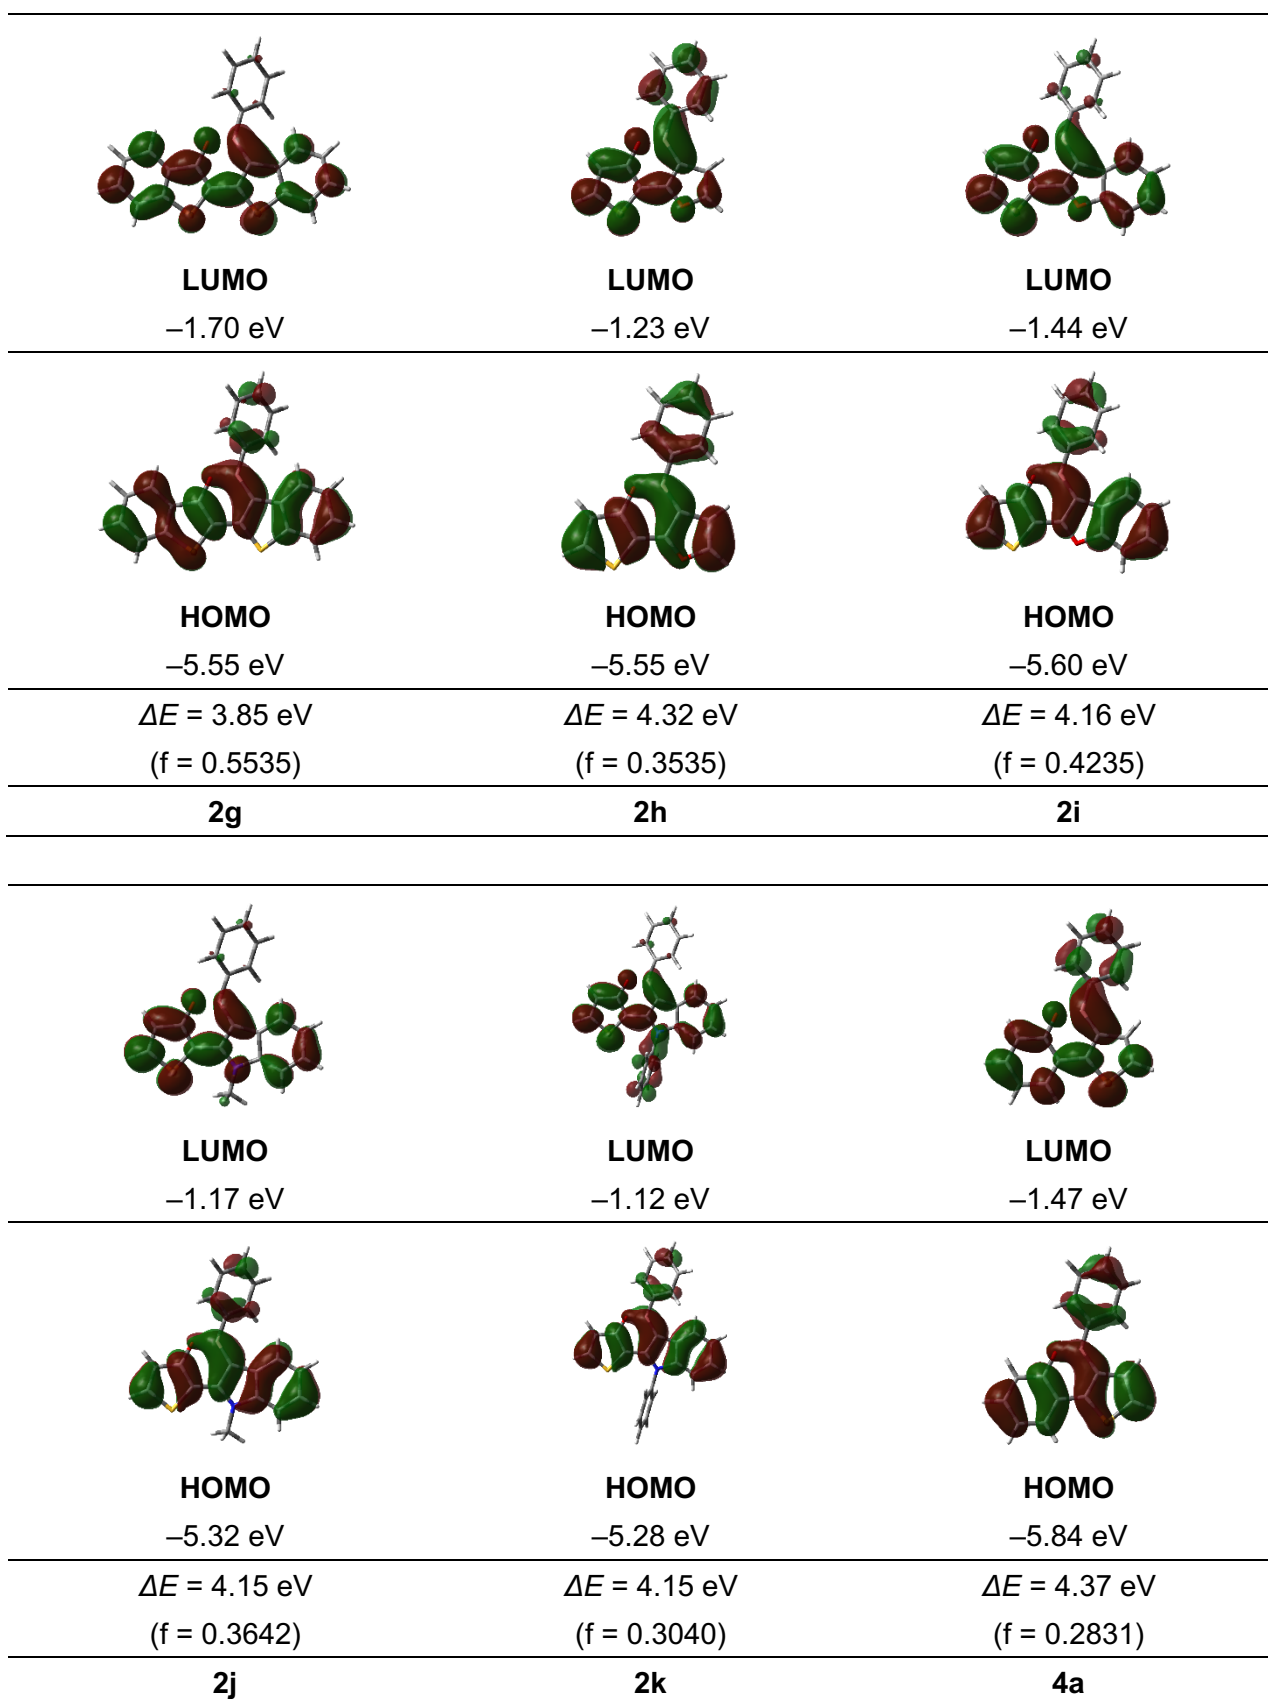 LUMO LUMO LUMO
–1.70 eV –1.23 eV –1.44 eV
HOMO HOMO HOMO
–5.55 eV –5.55 eV –5.60 eV
ΔE = 3.85 eV ΔE = 4.32 eV ΔE = 4.16 eV
(f = 0.5535) (f = 0.3535) (f = 0.4235)
2g 2h 2i
LUMO LUMO LUMO
–1.17 eV –1.12 eV –1.47 eV
HOMO HOMO HOMO
–5.32 eV –5.28 eV –5.84 eV
ΔE = 4.15 eV ΔE = 4.15 eV ΔE = 4.37 eV
(f = 0.3642) (f = 0.3040) (f = 0.2831)
2j 2k 4a